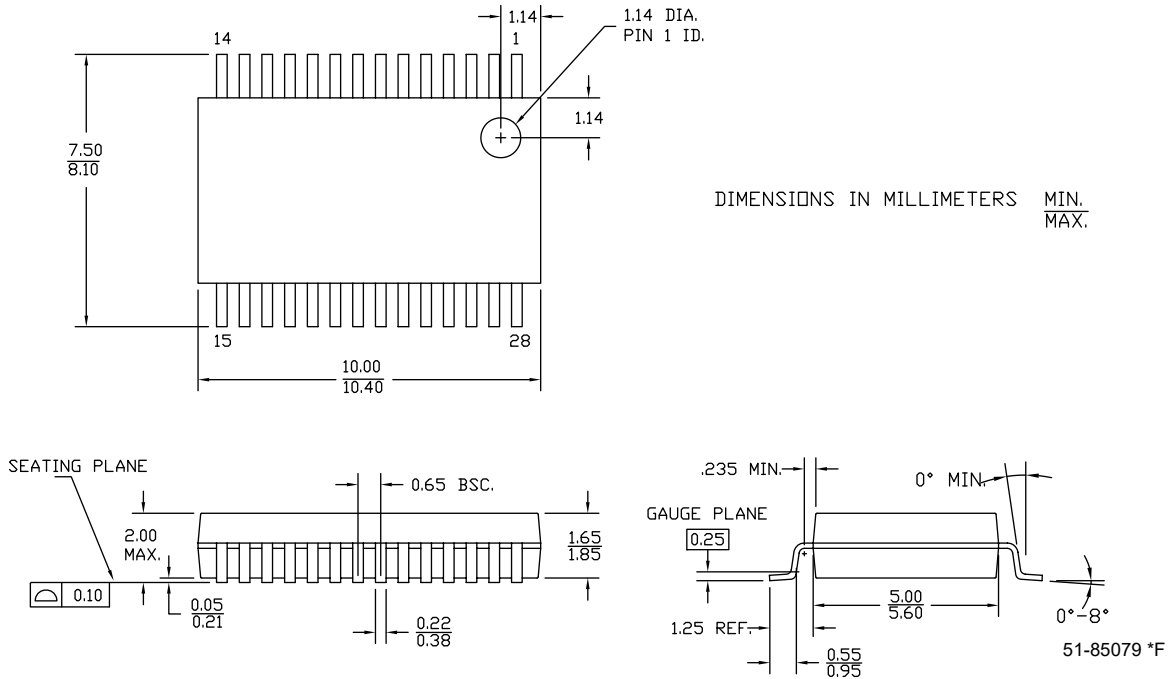 1.14
1.14 DIA.
PIN 1 ID.
14
1
1.14
7.50
8.10
DIMENSIONS IN MILLIMETERS MIN.
MAX.
15
28
10.00
10.40
SEATING PLANE
0.65 BSC.
2.00
MAX.
1.65
1.85
0.10
0.05
0.21
0.22
0.38
.235 MIN.
0° MIN.
GAUGE PLANE
0.25
5.00
5.60
1.25 REF.
0°-8°
0.55
0.95
51-85079 *F